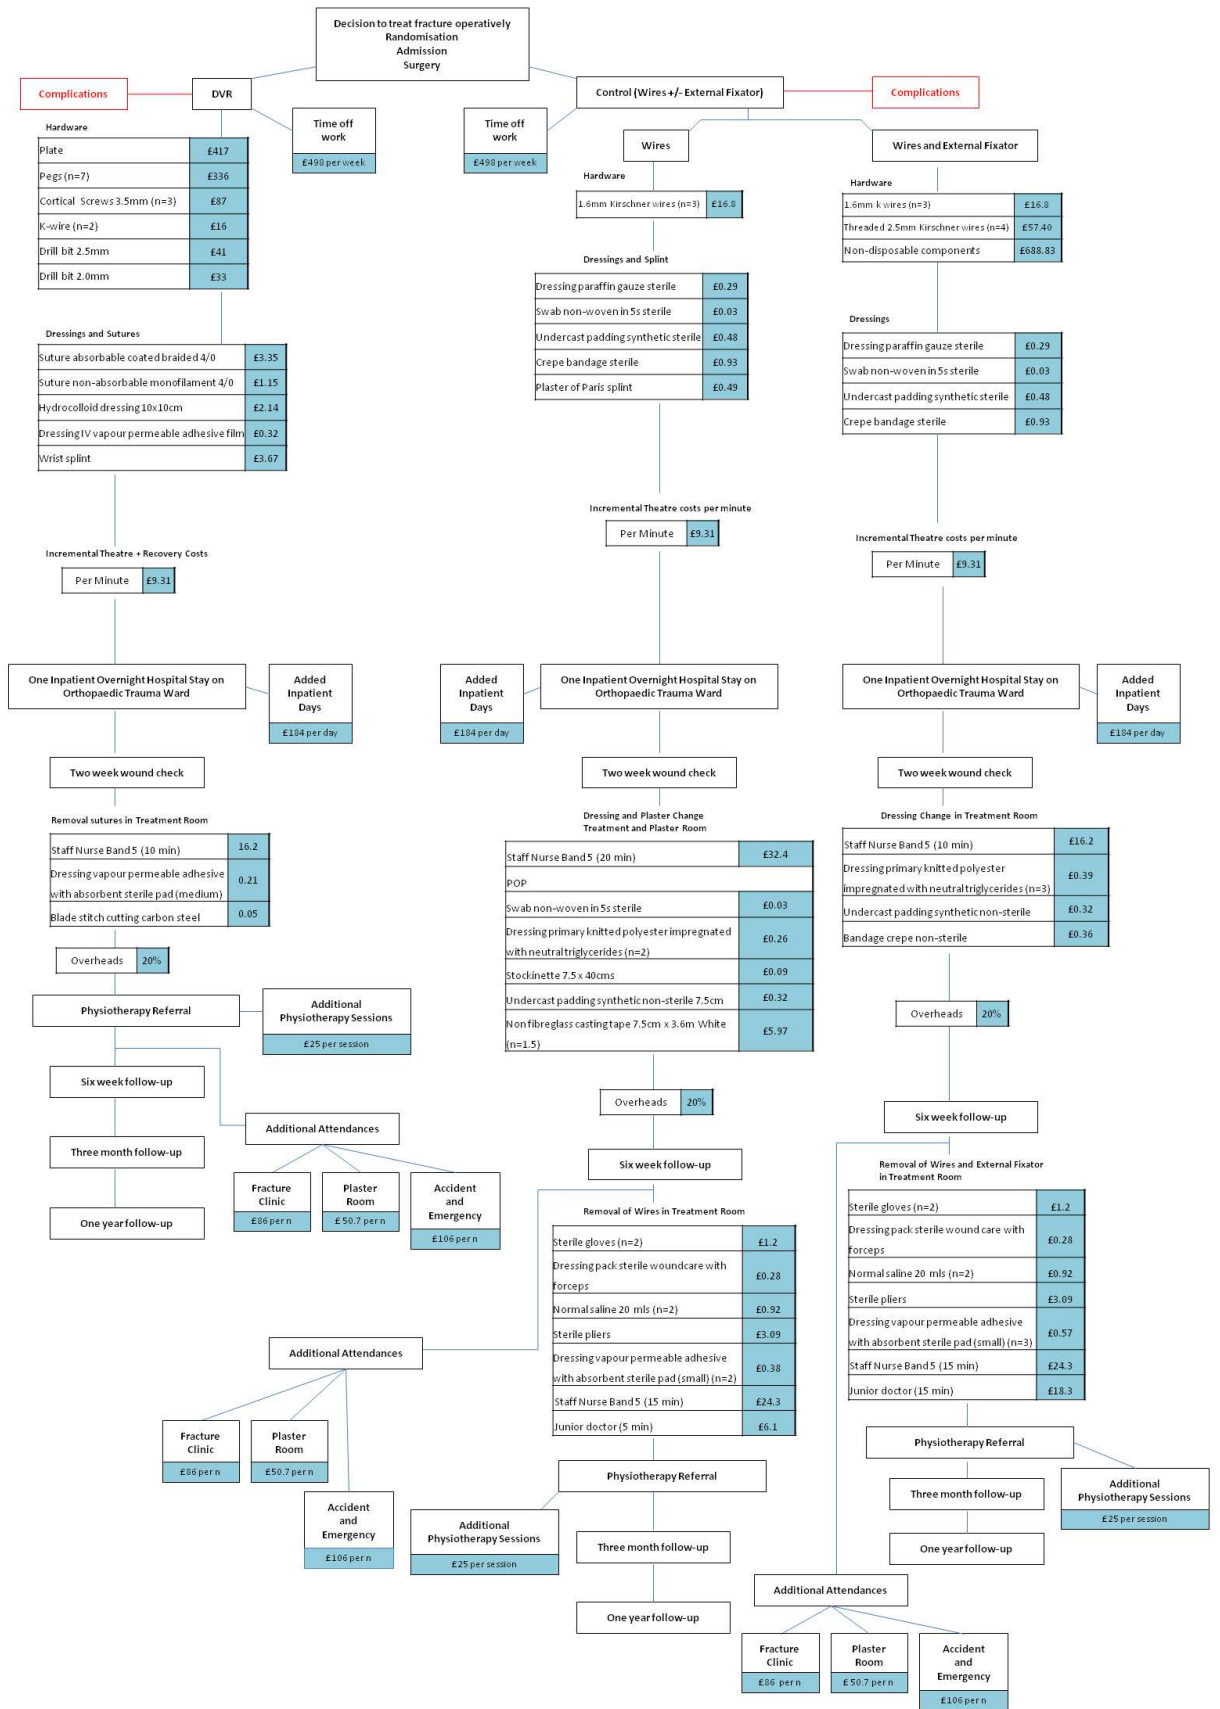 Decision to treat fracture operatively
Randomisation
Admission
Surgery
Complications
DVR
Time off
work
£498 per week
Hardware
Plate £417
Pegs (n=7) £336
Cortical Screws 3.5mm (n=3) £87
K-wire (n=2) £16
Drill bit 2.5mm £41
Drill bit 2.0mm £33
Dressings and Sutures
Suture absorbable coated braided 4/0 £3.35
Suture non-absorbable monofilament 4/0 £1.15
Hydrocolloid dressing 10x10cm £2.14
Dressing IV vapour permeable adhesive film £0.32
Wrist splint £3.67
Incremental Theatre + Recovery Costs
Per Minute £9.31
One Inpatient Overnight Hospital Stay on
Orthopaedic Trauma Ward
Added
Inpatient
Days
£184 per day
Two week wound check
Removal sutures in Treatment Room
Staff Nurse Band 5 (10 min) 16.2
Dressing vapour permeable adhesive
with absorbent sterile pad (medium) 0.21
Blade stitch cutting carbon steel 0.05
Overheads 20%
Physiotherapy Referral
Additional
Physiotherapy Sessions
£25 per session
Six week follow-up
Three month follow-up
One year follow-up
Additional Attendances
Fracture
Clinic
£86 per n
Plaster
Room
£50.7 per n
Accident
and
Emergency
£106 per n
Control (Wires +/- External Fixator)
Complications
Time off
work
£498 per week
Wires
Hardware
1.6mm Kirschner wires (n=3) £16.8
Dressings and Splint
Dressing paraffin gauze sterile £0.29
Swab non-woven in 5s sterile £0.03
Undercast padding synthetic sterile £0.48
Crepe bandage sterile £0.93
Plaster of Paris splint £0.49
Incremental Theatre costs per minute
Per Minute £9.31
Added
Inpatient
Days
£184 per day
One Inpatient Overnight Hospital Stay on
Orthopaedic Trauma Ward
Two week wound check
Dressing and Plaster Change
Treatment and Plaster Room
Staff Nurse Band 5 (20 min) £32.4
POP
Swab non-woven in 5s sterile £0.03
Dressing primary knitted polyester impregnated
with neutral triglycerides (n=2) £0.26
Stockinette 7.5 x 40cms £0.09
Undercast padding synthetic non-sterile 7.5cm £0.32
Non fibreglass casting tape 7.5cm x 3.6m White
(n=1.5) £5.97
Overheads 20%
Six week follow-up
Removal of Wires in Treatment Room
Sterile gloves (n=2) £1.2
Dressing pack sterile woundcare with
forceps £0.28
Normal saline 20 mls (n=2) £0.92
Sterile pliers £3.09
Dressing vapour permeable adhesive
with absorbent sterile pad (small) (n=2) £0.38
Staff Nurse Band 5 (15 min) £24.3
Junior doctor (5 min) £6.1
Additional Attendances
Fracture
Clinic
£86 per n
Plaster
Room
£50.7 per n
Accident
and
Emergency
£106 per n
Physiotherapy Referral
Additional
Physiotherapy Sessions
£25 per session
Three month follow-up
One year follow-up
Wires and External Fixator
Hardware
1.6mm k wires (n=3) £16.8
Threaded 2.5mm Kirschner wires (n=4) £57.40
Non-disposable components £688.83
Dressings
Dressing paraffin gauze sterile £0.29
Swab non-woven in 5s sterile £0.03
Undercast padding synthetic sterile £0.48
Crepe bandage sterile £0.93
Incremental Theatre costs per minute
Per Minute £9.31
One Inpatient Overnight Hospital Stay on
Orthopaedic Trauma Ward
Added
Inpatient
Days
£184 per day
Two week wound check
Dressing Change in Treatment Room
Staff Nurse Band 5 (10 min) £16.2
Dressing primary knitted polyester
impregnated with neutral triglycerides (n=3) £0.39
Undercast padding synthetic non-sterile £0.32
Bandage crepe non-sterile £0.36
Overheads 20%
Six week follow-up
Removal of Wires and External Fixator
in Treatment Room
Sterile gloves (n=2) £1.2
Dressing pack sterile wound care with
forceps £0.28
Normal saline 20 mls (n=2) £0.92
Sterile pliers £3.09
Dressing vapour permeable adhesive
with absorbent sterile pad (small) (n=3) £0.57
Staff Nurse Band 5 (15 min) £24.3
Junior doctor (15 min) £18.3
Physiotherapy Referral
Additional
Physiotherapy Sessions
£25 per session
Three month follow-up
One year follow-up
Additional Attendances
Fracture
Clinic
£86 per n
Plaster
Room
£50.7 per n
Accident
and
Emergency
£106 per n